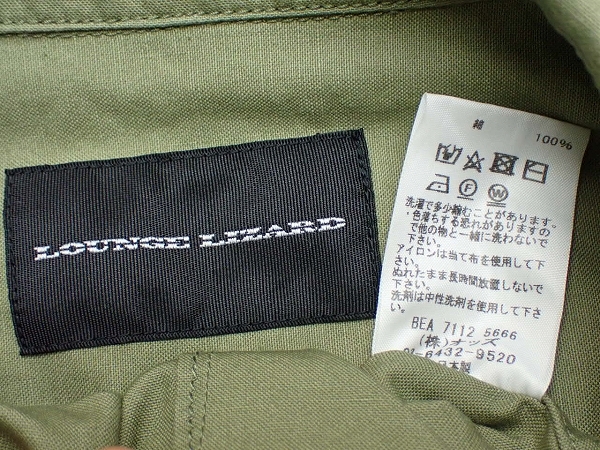 LOUNGE LIZARD
綿 100%
F W
洗濯で多少縮むことがあります。
・色落ちする恐れがありますの
で他の物と一緒に洗わないで
下さい。
アイロンは当て布を使用して下
さい。
ぬれたまま長時間放置しないで
下さい。
洗剤は中性洗剤を使用して下
さい。
BEA 7112 5666
(株)オッズ
6432-9520
日本製